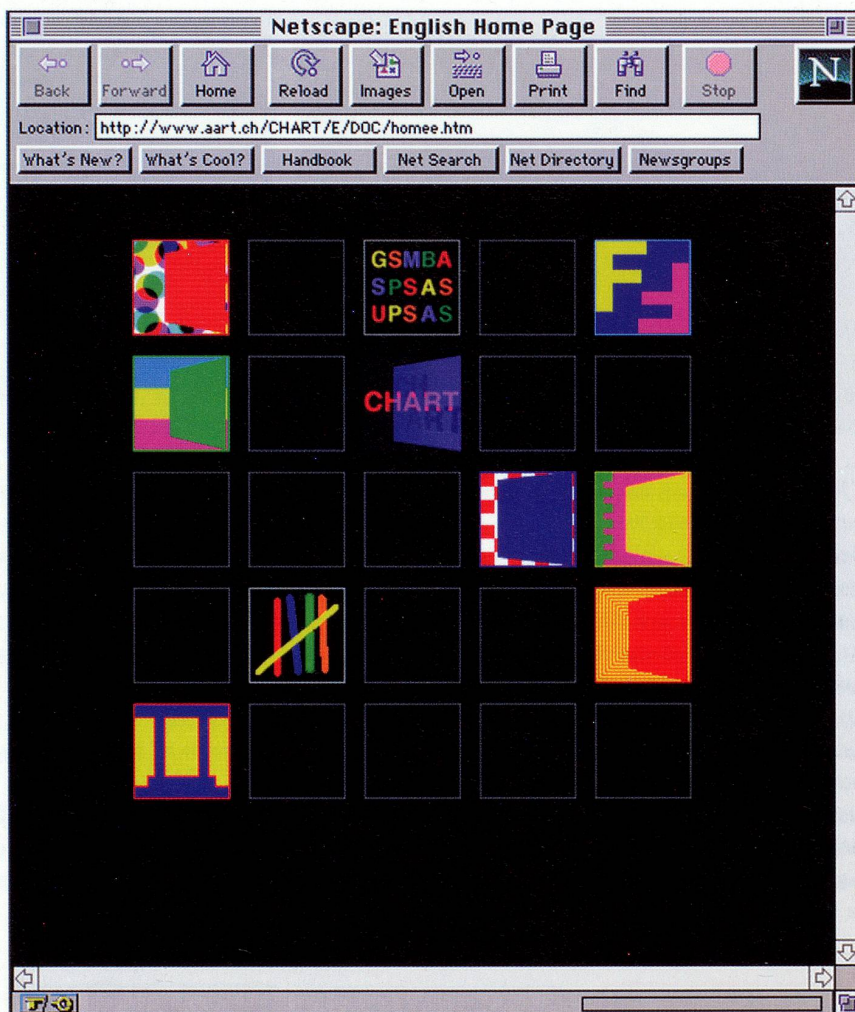 Netscape: English Home Page
Back Forward Home Reload Images Open Print Find Stop N
Location: http://www.aart.ch/CHART/E/DOC/homee.htm
What's New? What's Cool? Handbook Net Search Net Directory Newsgroups
GSMBA
SPSAS
UPSAS
F F
CHART